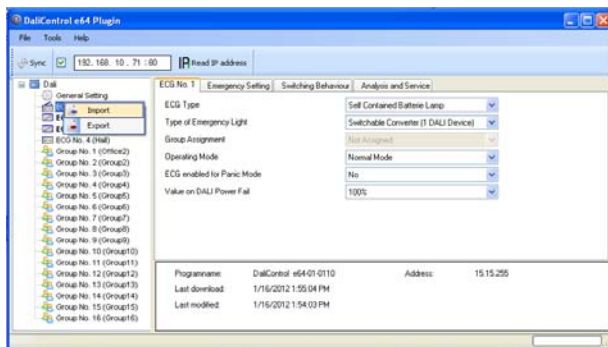 DaliControl e64 Plugin
File Tools Help
Sync 192. 168. 10 . 71 : 60 Read IP address
Dali
General Setting
Import
Export
ECG No. 4 (Hall)
Group No. 1 (Office2)
Group No. 2 (Group2)
Group No. 3 (Group3)
Group No. 4 (Group4)
Group No. 5 (Group5)
Group No. 6 (Group6)
Group No. 7 (Group7)
Group No. 8 (Group8)
Group No. 9 (Group9)
Group No. 10 (Group10)
Group No. 11 (Group11)
Group No. 12 (Group12)
Group No. 13 (Group13)
Group No. 14 (Group14)
Group No. 15 (Group15)
Group No. 16 (Group16)
ECG No. 1 Emergency Setting Switching Behaviour Analysis and Service
ECG Type Self Contained Batterie Lamp
Type of Emergency Light Switchable Converter (1 DALI Device)
Group Assignment Not Assigned
Operating Mode Normal Mode
ECG enabled for Panic Mode No
Value on DALI Power Fail 100%
Programname: DaliControl e64-01-0110 Address: 15.15.255
Last download: 1/16/2012 1:55:04 PM
Last modified: 1/16/2012 1:54:03 PM